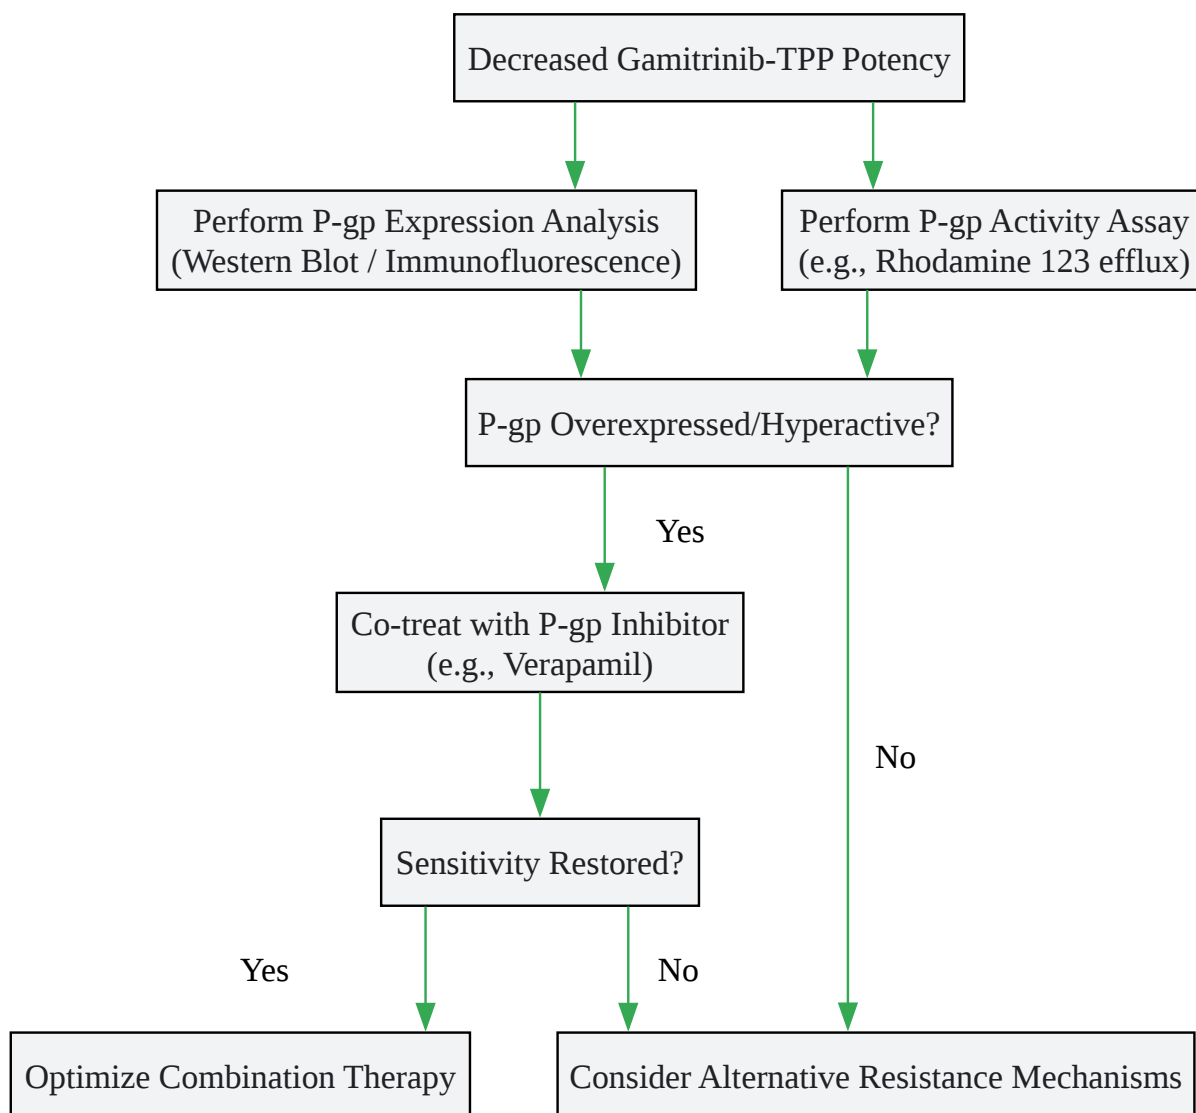 Decreased Gamitrinib-TPP Potency
Perform P-gp Expression Analysis
(Western Blot / Immunofluorescence)
Perform P-gp Activity Assay
(e.g., Rhodamine 123 efflux)
P-gp Overexpressed/Hyperactive?
Yes
Co-treat with P-gp Inhibitor
(e.g., Verapamil)
No
Sensitivity Restored?
Yes
No
Optimize Combination Therapy
Consider Alternative Resistance Mechanisms